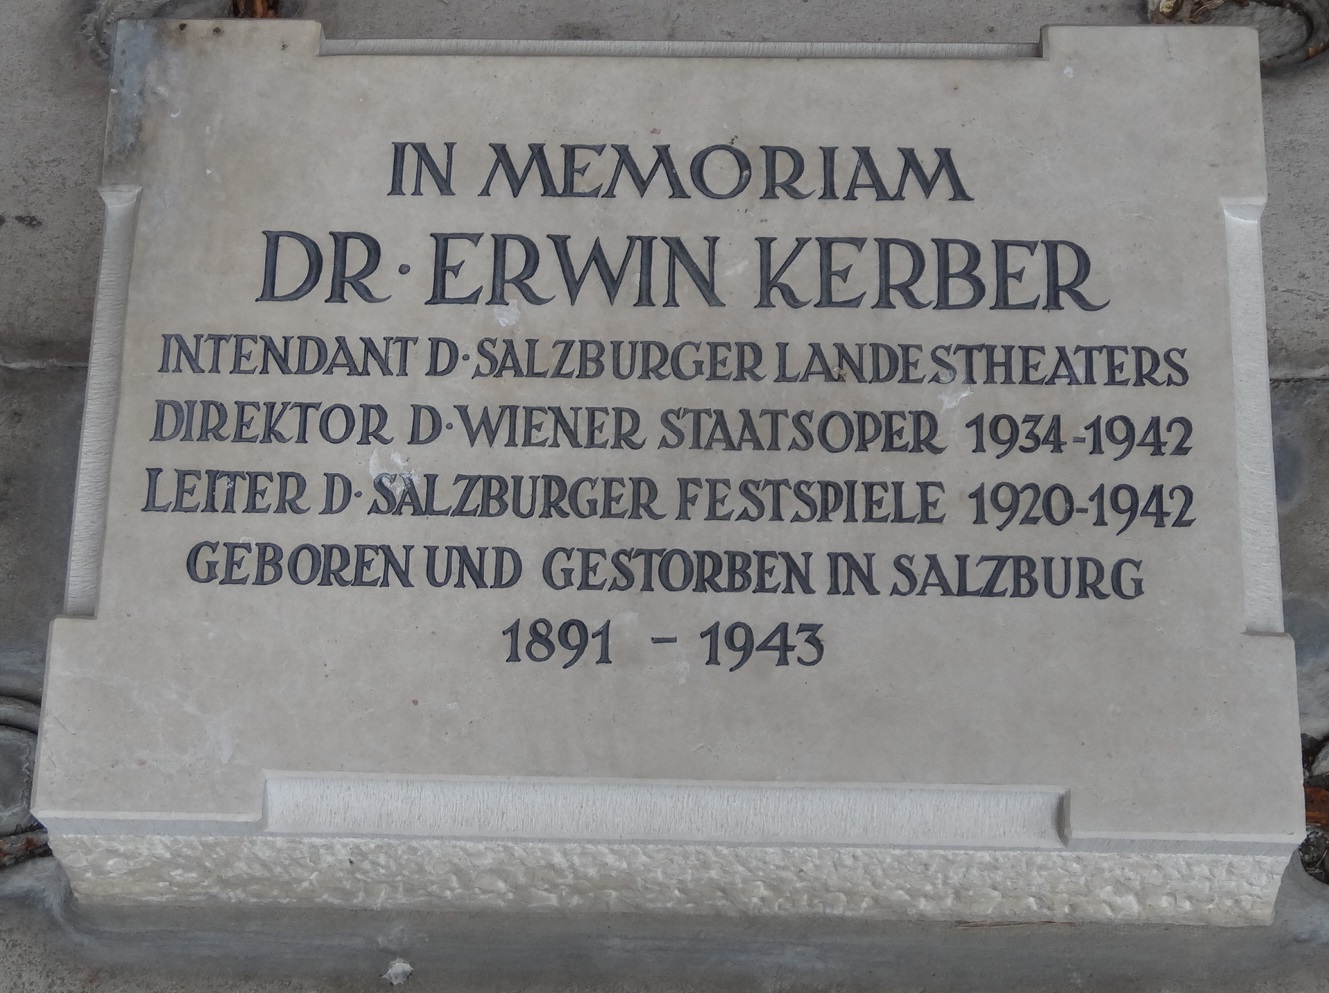 IN MEMORIAM
DR·ERWIN KERBER
INTENDANT D·SALZBURGER LANDESTHEATERS
DIREKTOR D·WIENER STAATSOPER 1934-1942
LEITER D·SALZBURGER FESTSPIELE 1920-1942
GEBOREN UND GESTORBEN IN SALZBURG
1891 - 1943